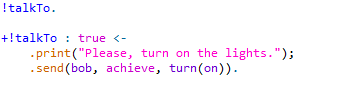 !talkTo.
+!talkTo : true <-
.print("Please, turn on the lights.");
.send(bob, achieve, turn(on)).